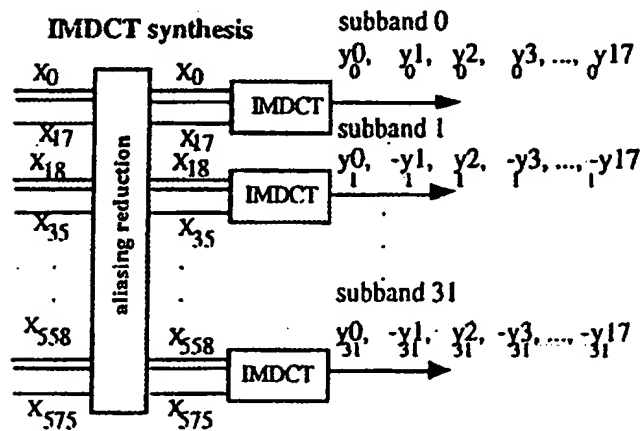 IMDCT synthesis
subband 0
y0, y1, y2, y3, ..., y17
0 0 0 0 0
X0 X0
IMDCT
X17 X17
subband 1
y0, -y1, y2, -y3, ..., -y17
1 1 1 1 1
X18 X18
IMDCT
X35 X35
aliasing reduction
subband 31
y0, -y1, y2, -y3, ..., -y17
31 31 31 31 31
X558 X558
IMDCT
X575 X575